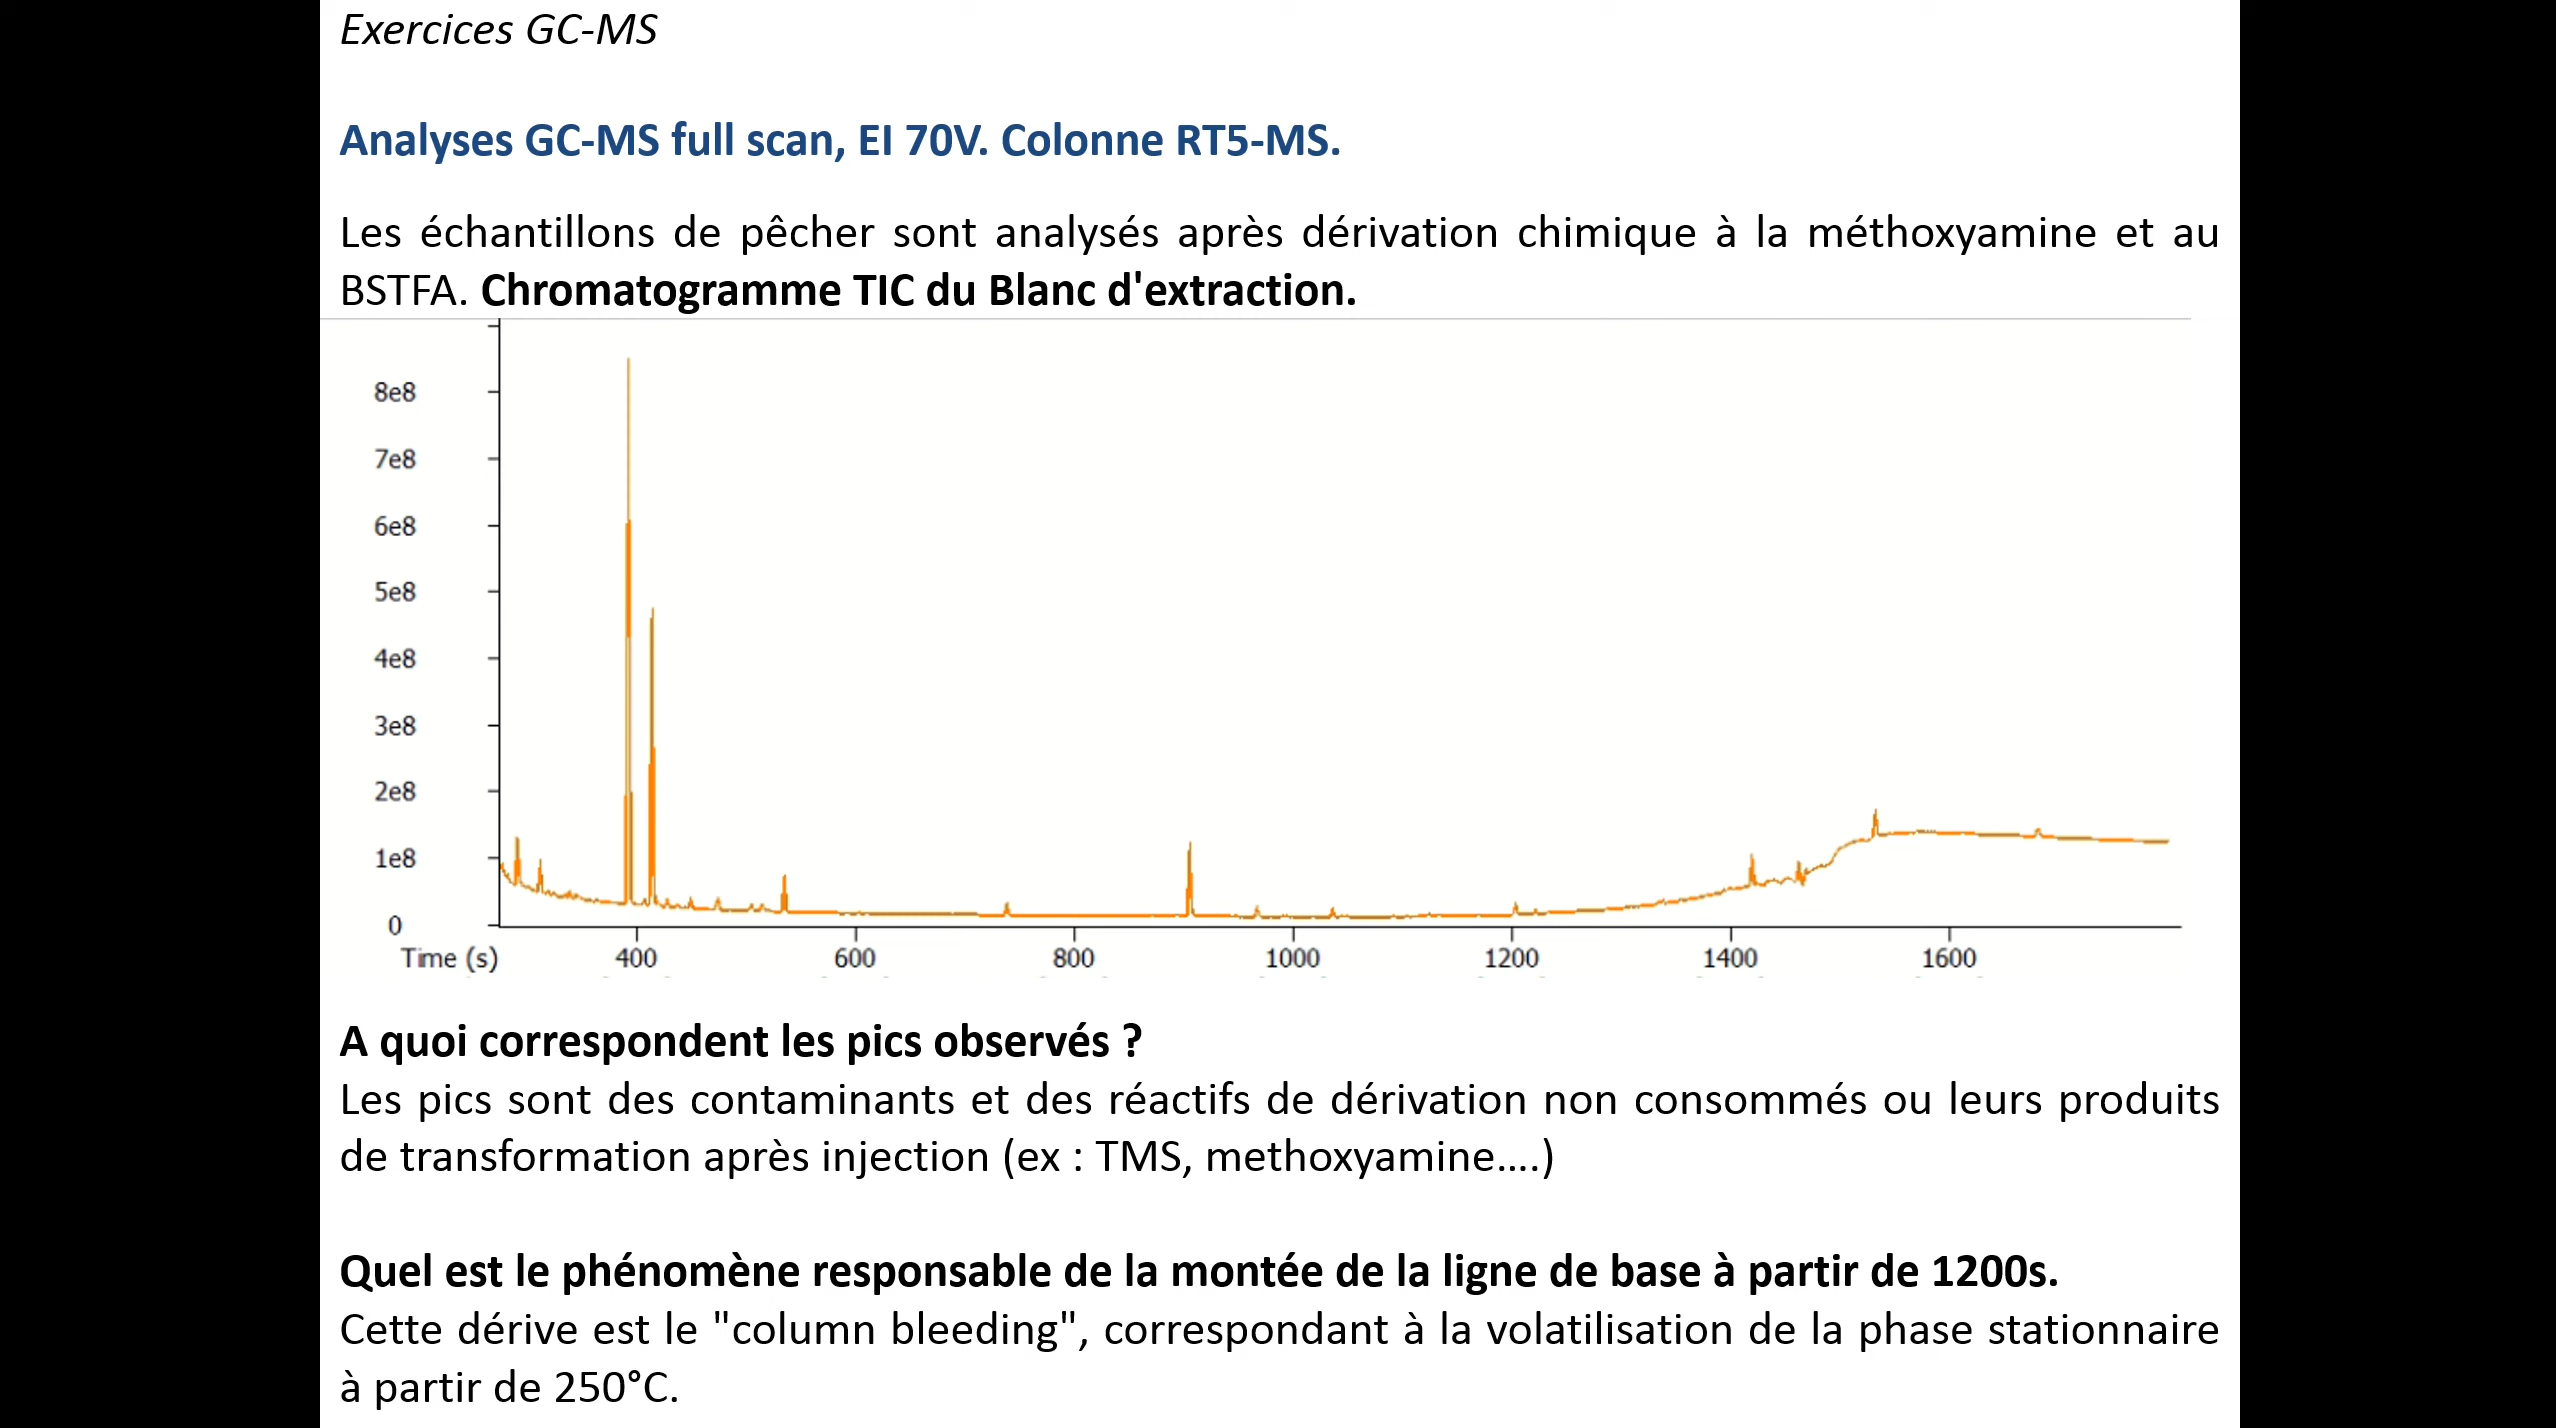 Exercices GC-MS
Analyses GC-MS full scan, EI 70V. Colonne RT5-MS.
Les échantillons de pêcher sont analysés après dérivation chimique à la méthoxyamine et au
BSTFA. Chromatogramme TIC du Blanc d'extraction.
8e8
7e8
6e8
5e8
4e8
3e8
2e8
1e8
0
Time (s) 400 600 800 1000 1200 1400 1600
A quoi correspondent les pics observés ?
Les pics sont des contaminants et des réactifs de dérivation non consommés ou leurs produits
de transformation après injection (ex : TMS, methoxyamine....)
Quel est le phénomène responsable de la montée de la ligne de base à partir de 1200s.
Cette dérive est le "column bleeding", correspondant à la volatilisation de la phase stationnaire
à partir de 250°C.